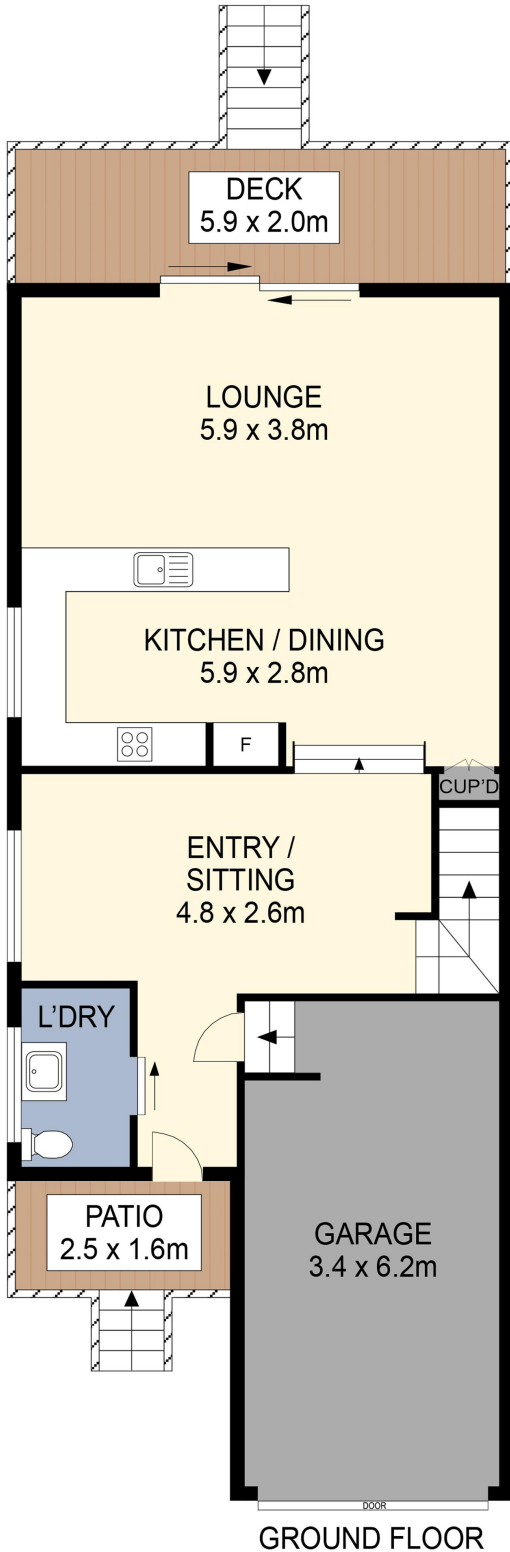 DECK
5.9 x 2.0m
LOUNGE
5.9 x 3.8m
KITCHEN / DINING
5.9 x 2.8m
F
CUP'D
ENTRY /
SITTING
4.8 x 2.6m
L'DRY
PATIO
2.5 x 1.6m
GARAGE
3.4 x 6.2m
DOOR
GROUND FLOOR